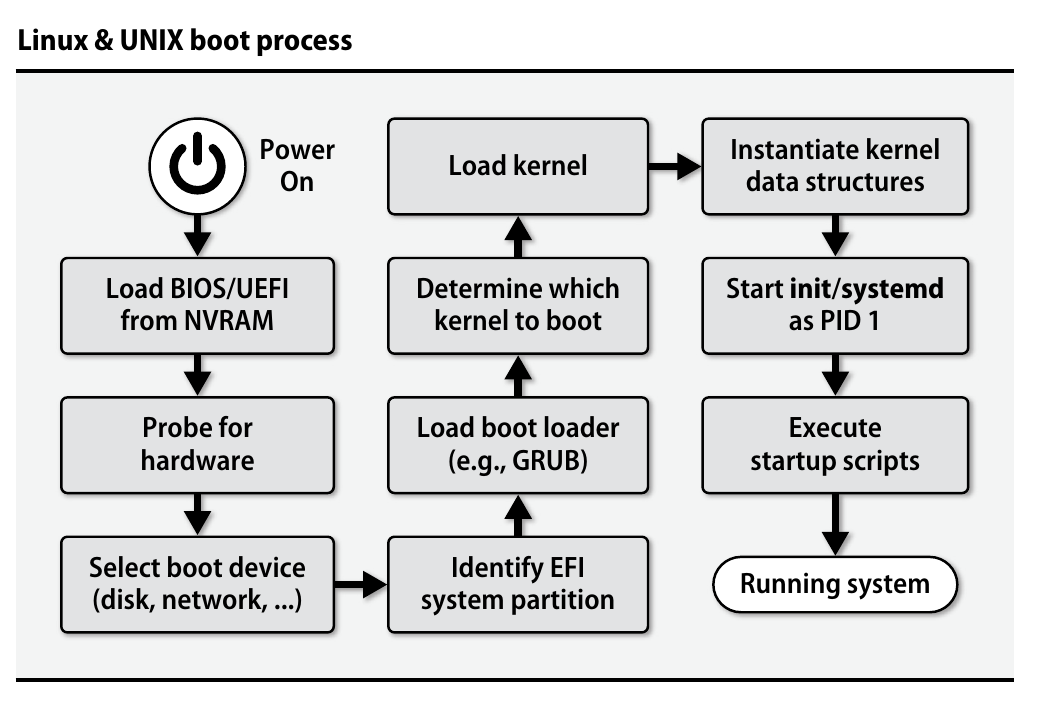 Linux & UNIX boot process
Power
On
Load BIOS/UEFI
from NVRAM
Probe for
hardware
Select boot device
(disk, network, ...)
Identify EFI
system partition
Load boot loader
(e.g., GRUB)
Determine which
kernel to boot
Load kernel
Instantiate kernel
data structures
Start init/systemd
as PID 1
Execute
startup scripts
Running system